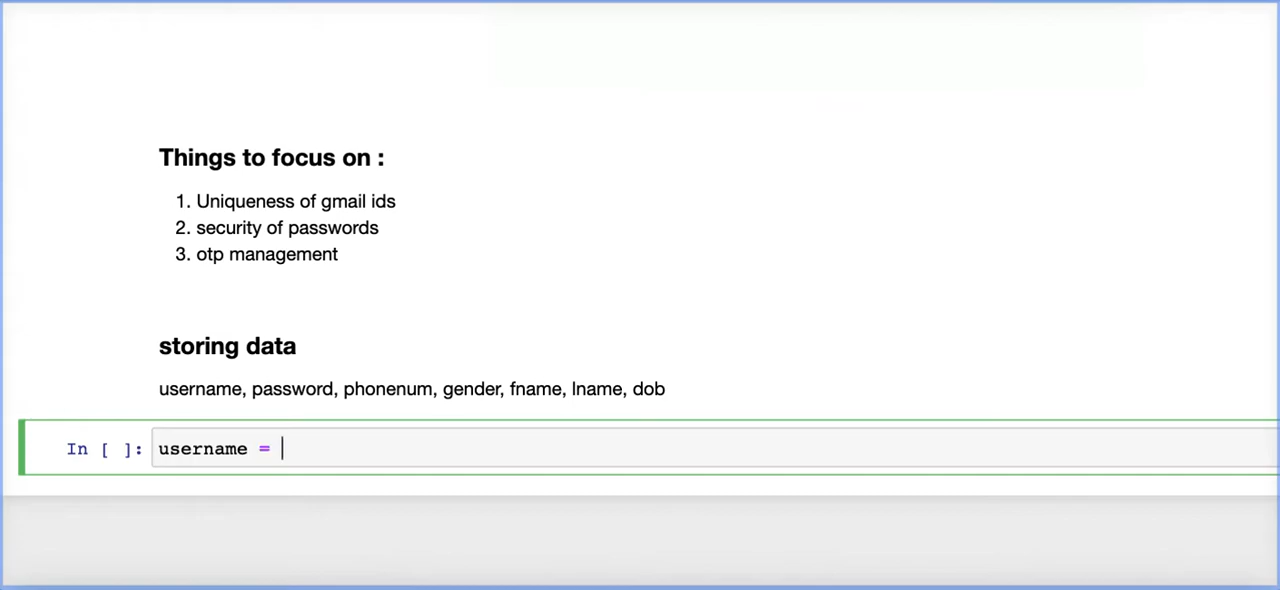 Things to focus on :
1. Uniqueness of gmail ids
2. security of passwords
3. otp management
storing data
username, password, phonenum, gender, fname, lname, dob
In [ ]: username =